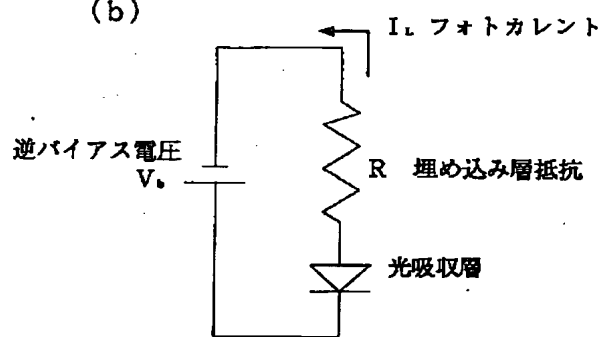 (b)
I_L フォトカレント
逆バイアス電圧
V_b
R 埋め込み層抵抗
光吸収層